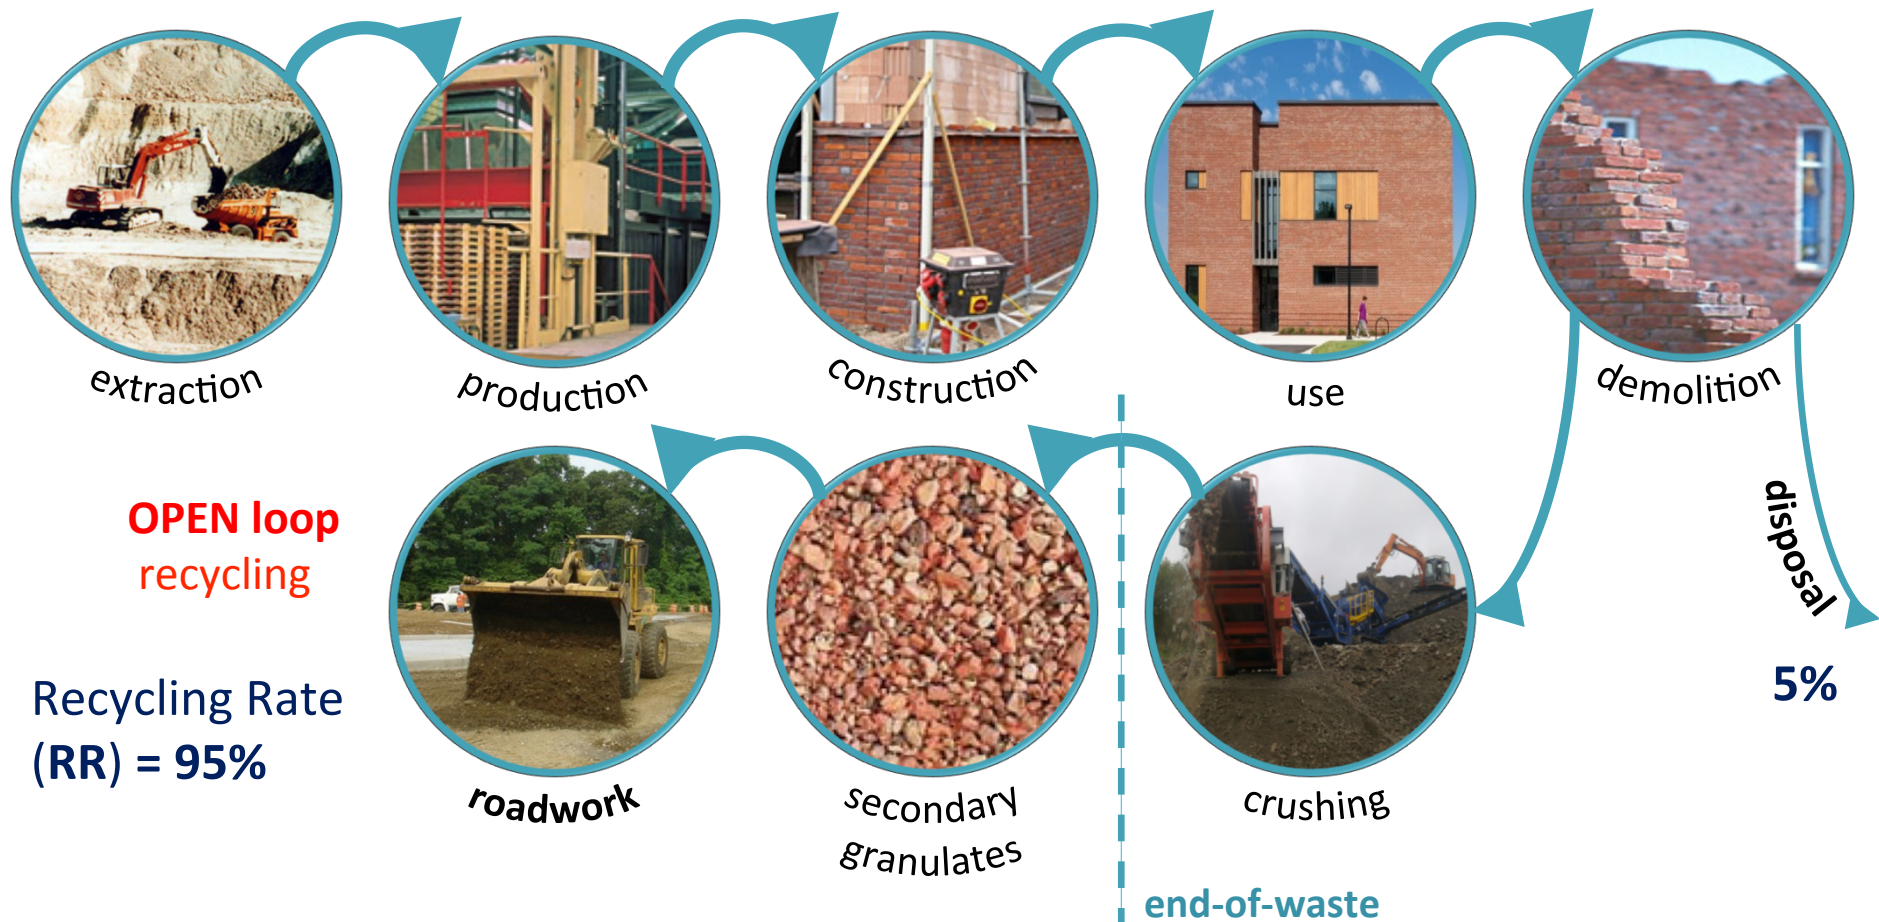 extraction
production
construction
use
demolition
OPEN loop
recycling
disposal
Recycling Rate
(RR) = 95%
5%
roadwork
secondary
granulates
crushing
end-of-waste